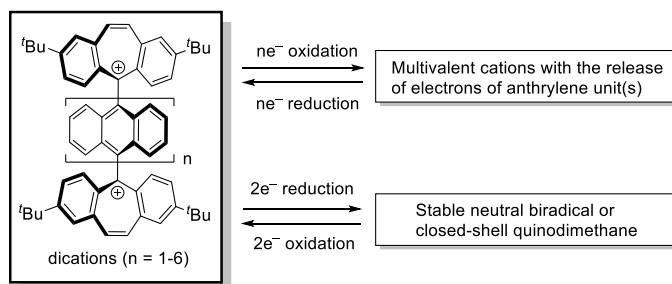 ᵗBu
ᵗBu
⊕
n
⊕
ᵗBu
ᵗBu
dications (n = 1-6)
ne⁻ oxidation
ne⁻ reduction
Multivalent cations with the release
of electrons of anthrylene unit(s)
2e⁻ reduction
2e⁻ oxidation
Stable neutral biradical or
closed-shell quinodimethane